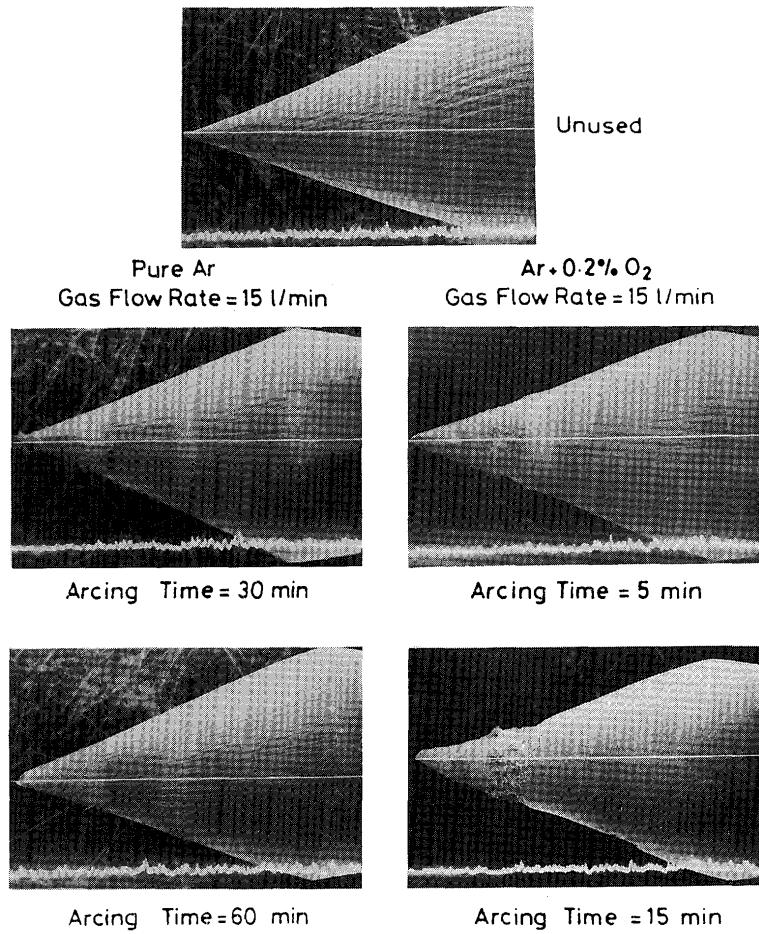 Unused
Pure Ar
Gas Flow Rate = 15 l/min
Ar + 0.2% O₂
Gas Flow Rate = 15 l/min
Arcing Time = 30 min
Arcing Time = 5 min
Arcing Time = 60 min
Arcing Time = 15 min